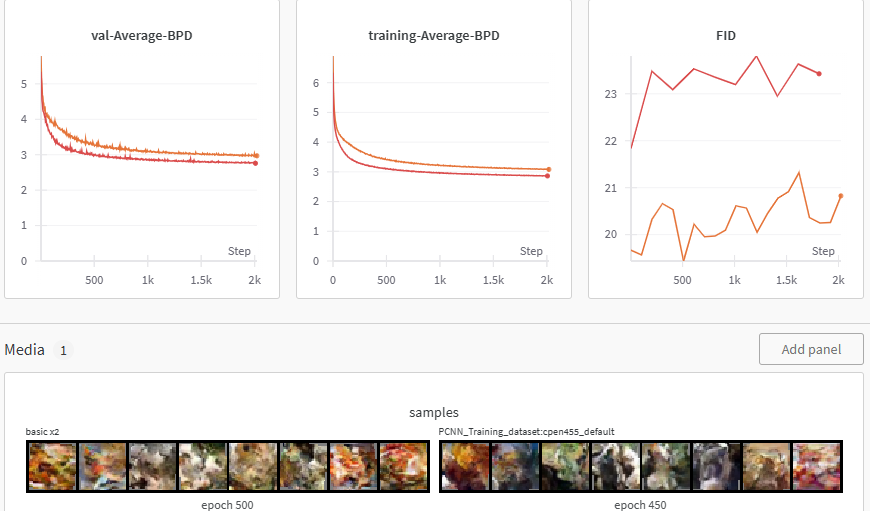 val-Average-BPD
5
4
3
2
1
0
Step
500
1k
1.5k
2k
training-Average-BPD
6
5
4
3
2
1
0
Step
0
500
1k
1.5k
2k
FID
23
22
21
20
Step
500
1k
1.5k
2k
Media 1
Add panel
samples
basic x2
PCNN_Training_dataset:cpen455_default
epoch 500
epoch 450